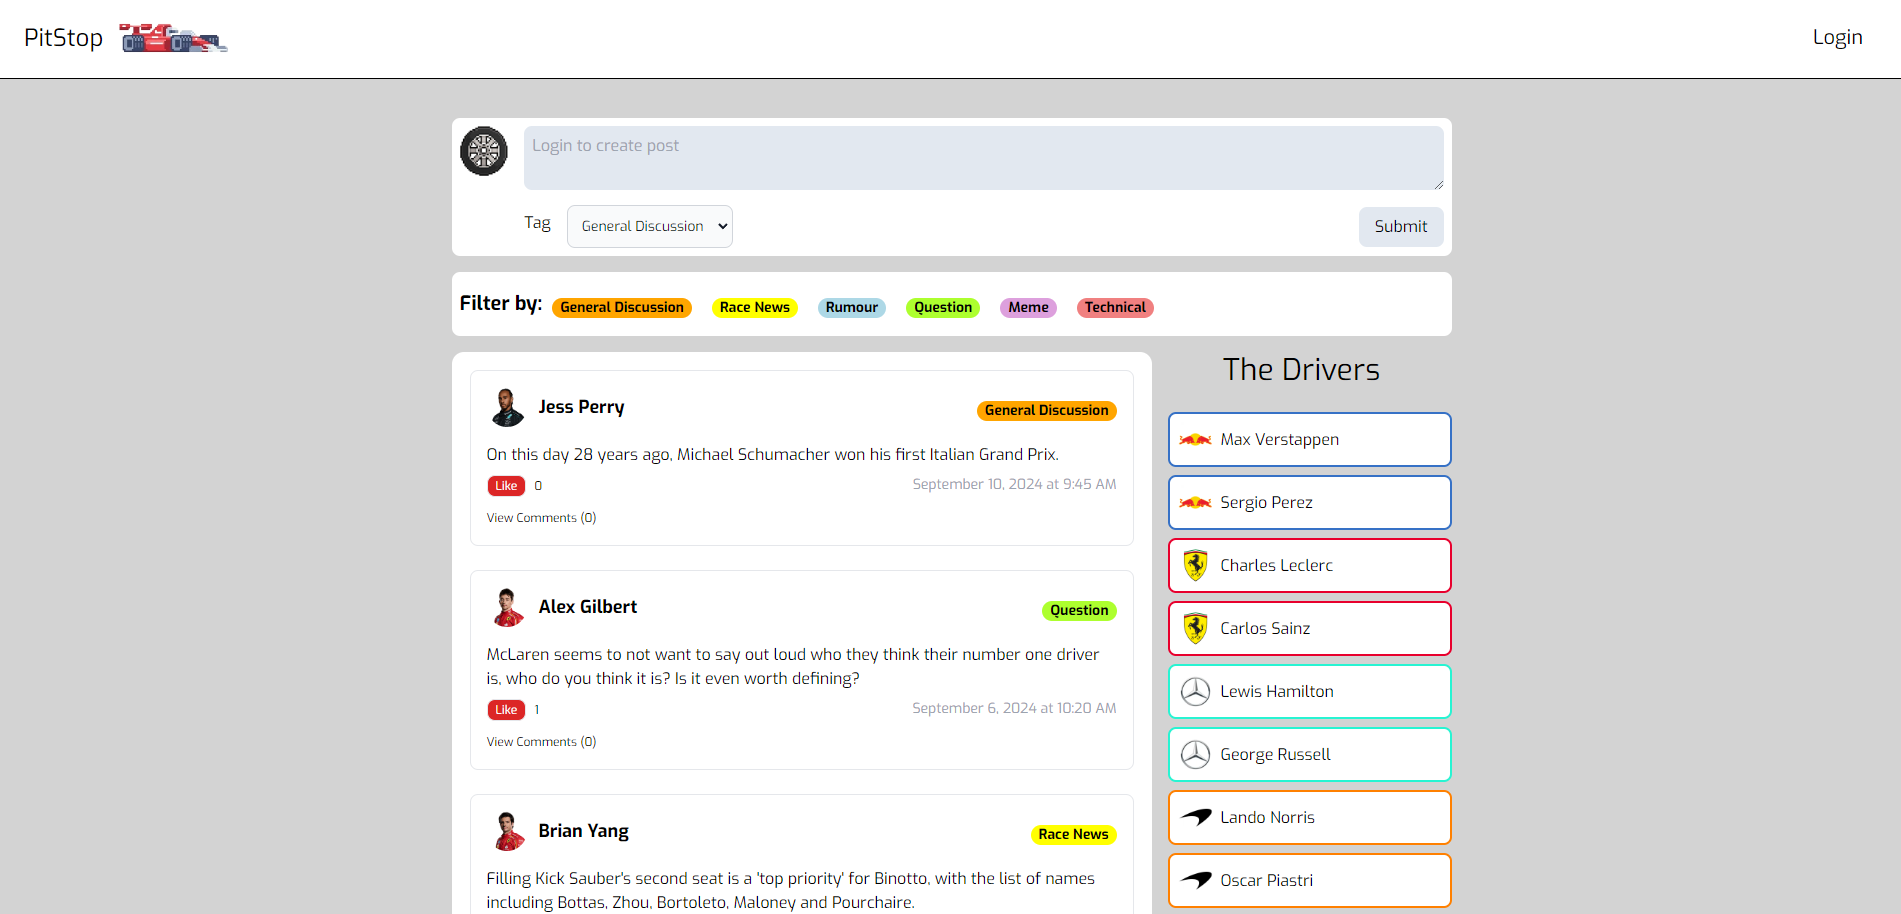 PitStop
Login
Login to create post
Tag
General Discussion
Submit
Filter by:
General Discussion
Race News
Rumour
Question
Meme
Technical
Jess Perry
General Discussion
On this day 28 years ago, Michael Schumacher won his first Italian Grand Prix.
Like 0
September 10, 2024 at 9:45 AM
View Comments (0)
Alex Gilbert
Question
McLaren seems to not want to say out loud who they think their number one driver
is, who do you think it is? Is it even worth defining?
Like 1
September 6, 2024 at 10:20 AM
View Comments (0)
Brian Yang
Race News
Filling Kick Sauber's second seat is a 'top priority' for Binotto, with the list of names
including Bottas, Zhou, Bortoleto, Maloney and Pourchaire.
The Drivers
Max Verstappen
Sergio Perez
Charles Leclerc
Carlos Sainz
Lewis Hamilton
George Russell
Lando Norris
Oscar Piastri